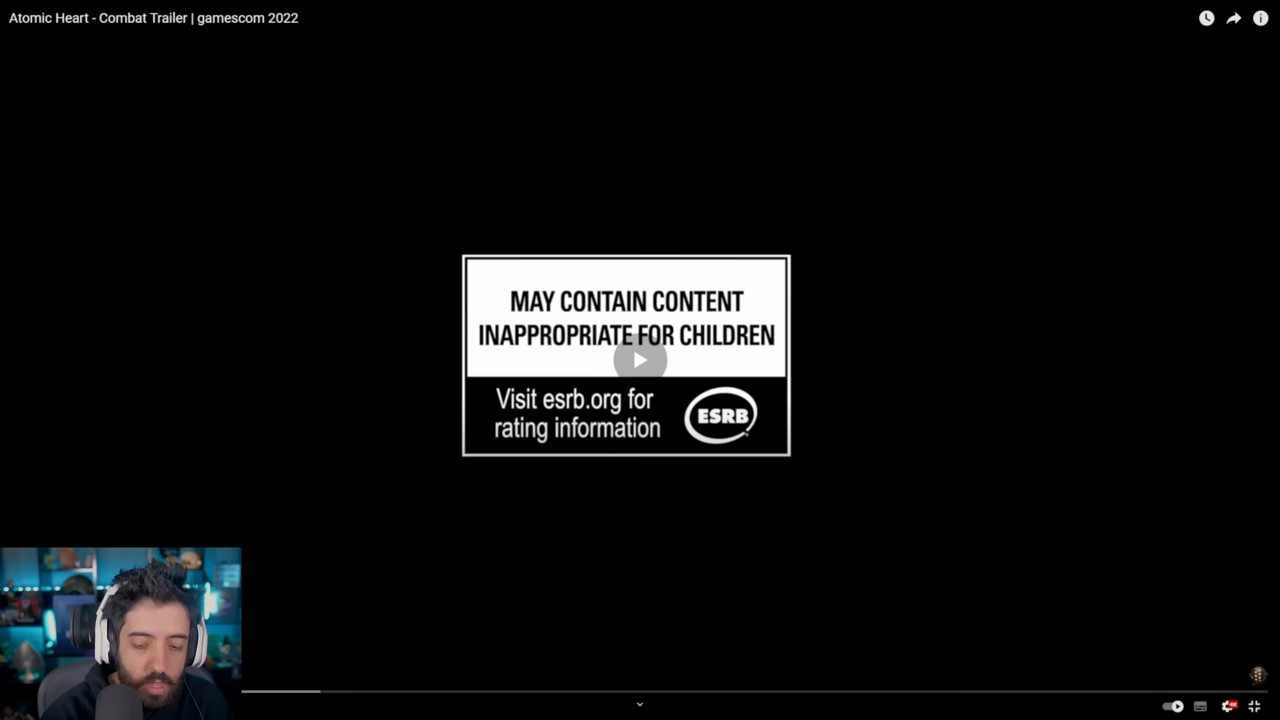 Atomic Heart - Combat Trailer | gamescom 2022
MAY CONTAIN CONTENT
INAPPROPRIATE FOR CHILDREN
Visit esrb.org for
rating information
ESRB